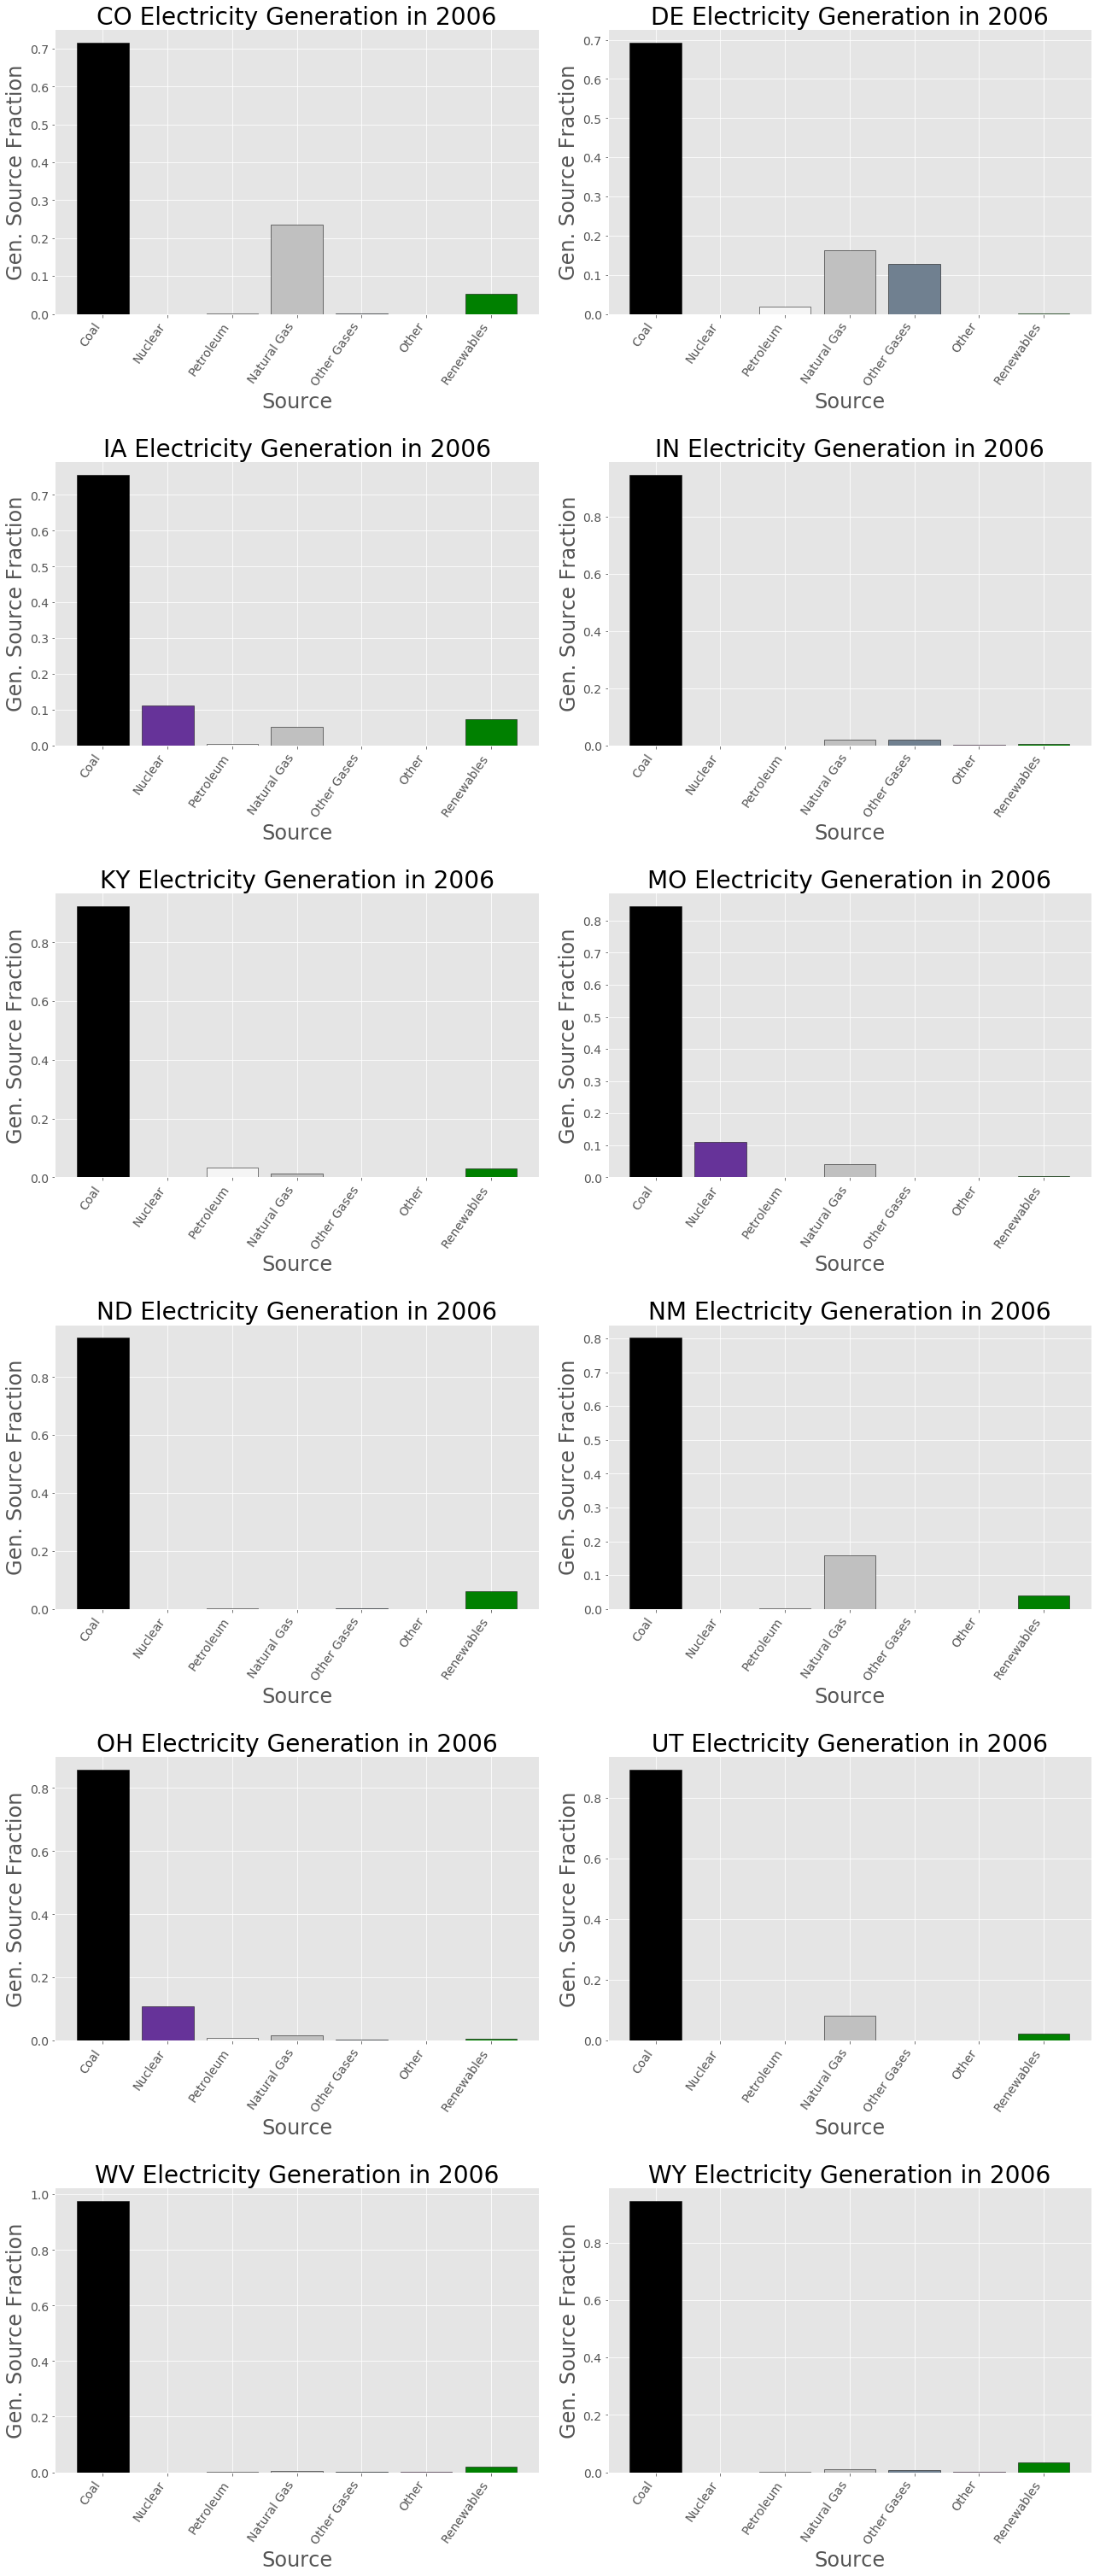 CO Electricity Generation in 2006
Gen. Source Fraction
0.7
0.6
0.5
0.4
0.3
0.2
0.1
0.0
Coal
Nuclear
Petroleum
Natural Gas
Other Gases
Other
Renewables
Source
DE Electricity Generation in 2006
Gen. Source Fraction
0.7
0.6
0.5
0.4
0.3
0.2
0.1
0.0
Coal
Nuclear
Petroleum
Natural Gas
Other Gases
Other
Renewables
Source
IA Electricity Generation in 2006
Gen. Source Fraction
0.7
0.6
0.5
0.4
0.3
0.2
0.1
0.0
Coal
Nuclear
Petroleum
Natural Gas
Other Gases
Other
Renewables
Source
IN Electricity Generation in 2006
Gen. Source Fraction
0.8
0.6
0.4
0.2
0.0
Coal
Nuclear
Petroleum
Natural Gas
Other Gases
Other
Renewables
Source
KY Electricity Generation in 2006
Gen. Source Fraction
0.8
0.6
0.4
0.2
0.0
Coal
Nuclear
Petroleum
Natural Gas
Other Gases
Other
Renewables
Source
MO Electricity Generation in 2006
Gen. Source Fraction
0.8
0.7
0.6
0.5
0.4
0.3
0.2
0.1
0.0
Coal
Nuclear
Petroleum
Natural Gas
Other Gases
Other
Renewables
Source
ND Electricity Generation in 2006
Gen. Source Fraction
0.8
0.6
0.4
0.2
0.0
Coal
Nuclear
Petroleum
Natural Gas
Other Gases
Other
Renewables
Source
NM Electricity Generation in 2006
Gen. Source Fraction
0.8
0.7
0.6
0.5
0.4
0.3
0.2
0.1
0.0
Coal
Nuclear
Petroleum
Natural Gas
Other Gases
Other
Renewables
Source
OH Electricity Generation in 2006
Gen. Source Fraction
0.8
0.6
0.4
0.2
0.0
Coal
Nuclear
Petroleum
Natural Gas
Other Gases
Other
Renewables
Source
UT Electricity Generation in 2006
Gen. Source Fraction
0.8
0.6
0.4
0.2
0.0
Coal
Nuclear
Petroleum
Natural Gas
Other Gases
Other
Renewables
Source
WV Electricity Generation in 2006
Gen. Source Fraction
1.0
0.8
0.6
0.4
0.2
0.0
Coal
Nuclear
Petroleum
Natural Gas
Other Gases
Other
Renewables
Source
WY Electricity Generation in 2006
Gen. Source Fraction
0.8
0.6
0.4
0.2
0.0
Coal
Nuclear
Petroleum
Natural Gas
Other Gases
Other
Renewables
Source